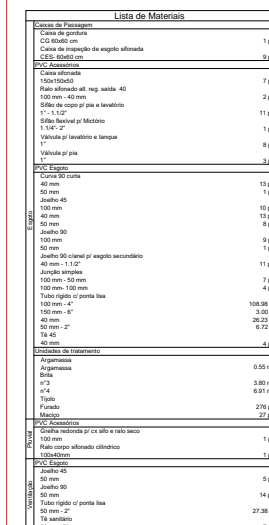 Lista de Materiais
Caixas de Passagem
Caixa de gordura
CG 60x60 cm 1 p
Caixa de inspeção de esgoto sifonada
CES- 60x60 cm 9 p
PVC Acessórios
Caixa sifonada
150x150x50 7 p
Ralo sifonado alt. reg. saída 40
100 mm - 40 mm 2 p
Sifão de copo p/ pia e lavatório
1" - 1.1/2" 11 p
Sifão flexível p/ Mictório
1.1/4"- 2" 1 p
Válvula p/ lavatório e tanque
1" 8 p
Válvula p/ pia
1" 3 p
PVC Esgoto
Curva 90 curta
40 mm 13 p
50 mm 1 p
Joelho 45
100 mm 10 p
40 mm 13 p
50 mm 8 p
Joelho 90
100 mm 9 p
50 mm 1 p
Joelho 90 c/anel p/ esgoto secundário
40 mm - 1.1/2" 11 p
Junção simples
100 mm - 50 mm 7 p
100 mm- 100 mm 4 p
Tubo rígido c/ ponta lisa
100 mm - 4" 108.98
150 mm - 6" 3.00
40 mm 26.23
50 mm - 2" 6.72
Tê 45
40 mm 4 p
Unidades de tratamento
Argamassa
Argamassa 0.55 m
Brita
n°3 3.80 m
n°4 6.91 m
Tijolo
Furado 276 p
Maciço 27 p
Esgoto
PVC Acessórios
Grelha redonda p/ cx sifo e ralo seco
100 mm 1 p
Ralo corpo sifonado cilíndrico
100x40mm 1 p
Pluvial
PVC Esgoto
Joelho 45
50 mm 5 p
Joelho 90
50 mm 14 p
Tubo rígido c/ ponta lisa
50 mm - 2" 27.38
Tê sanitário
Ventilação